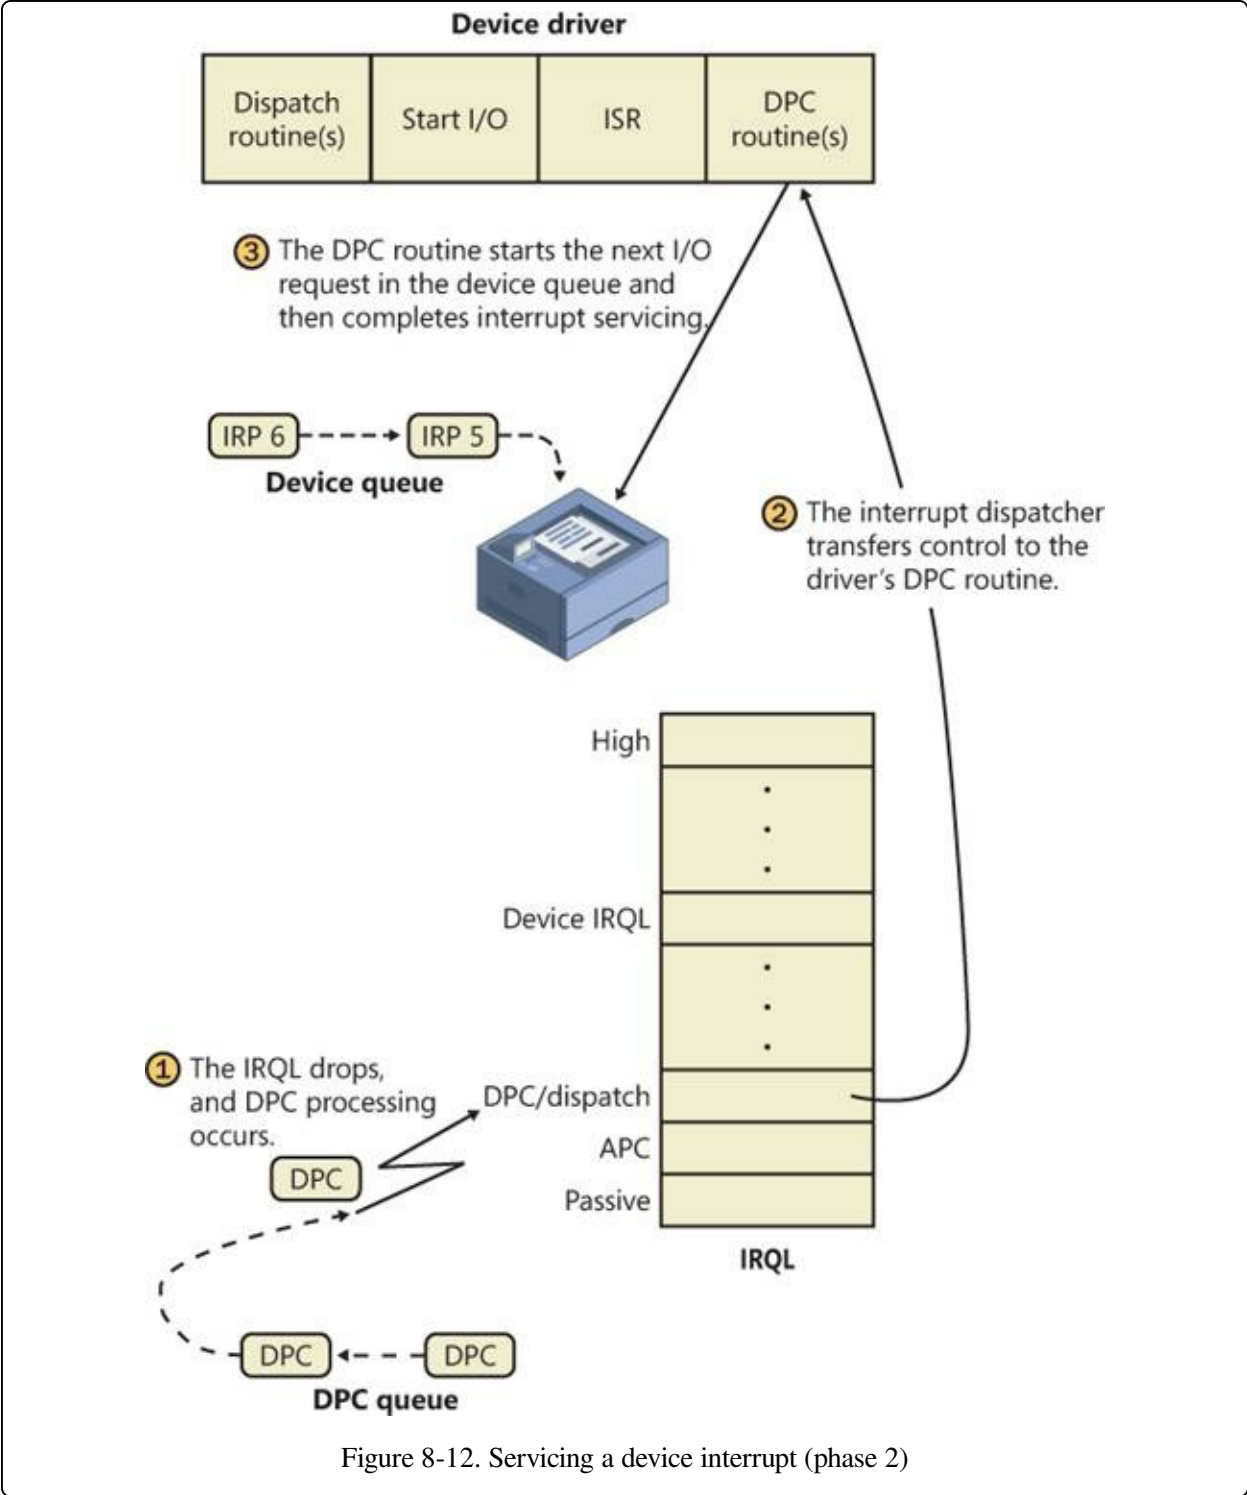 Device driver
Dispatch
routine(s)
Start I/O
ISR
DPC
routine(s)
3 The DPC routine starts the next I/O
request in the device queue and
then completes interrupt servicing.
IRP 6
IRP 5
Device queue
2 The interrupt dispatcher
transfers control to the
driver's DPC routine.
High
Device IRQL
1 The IRQL drops,
and DPC processing
occurs.
DPC/dispatch
APC
DPC
Passive
IRQL
DPC
DPC
DPC queue
Figure 8-12. Servicing a device interrupt (phase 2)